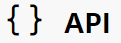 { } API